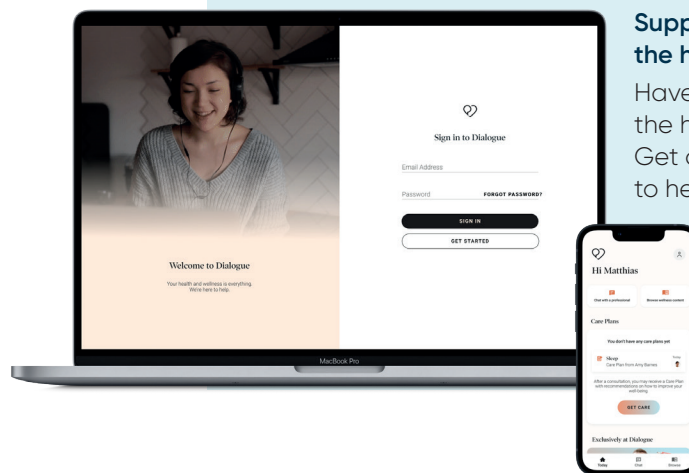 Supp
the h
Have
the h
Get c
to he
Sign in to Dialogue
Email Address
Password FORGOT PASSWORD?
SIGN IN
GET STARTED
Welcome to Dialogue
Your health and wellness is everything.
We're here to help.
MacBook Pro
Hi Matthias
Chat with a professional Browse wellness content
Care Plans
You don't have any care plans yet
Sleep Today
Care Plan from Amy Barnes
After a consultation, you may receive a Care Plan
with recommendations on how to improve your
well-being.
GET CARE
Exclusively at Dialogue
Today Chat Browse